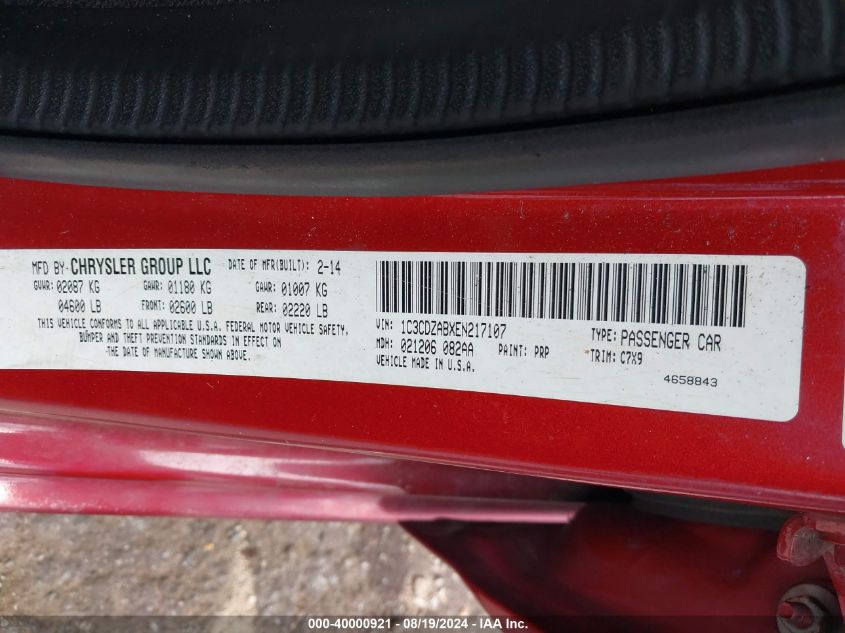 MFD BY- CHRYSLER GROUP LLC DATE OF MFR(BUILT): 2-14
GVWR: 02087 KG GAWR: 01180 KG GAWR: 01007 KG
04600 LB FRONT: 02600 LB REAR: 02220 LB
THIS VEHICLE CONFORMS TO ALL APPLICABLE U.S.A. FEDERAL MOTOR VEHICLE SAFETY.
BUMPER AND THEFT PREVENTION STANDARDS IN EFFECT ON
THE DATE OF MANUFACTURE SHOWN ABOVE.
VIN: 1C3CDZABXEN217107 TYPE: PASSENGER CAR
MDH: 021206 082AA PAINT: PRP TRIM: C7X9
VEHICLE MADE IN U.S.A.
4658843
000-40000921 - 08/19/2024 - IAA Inc.